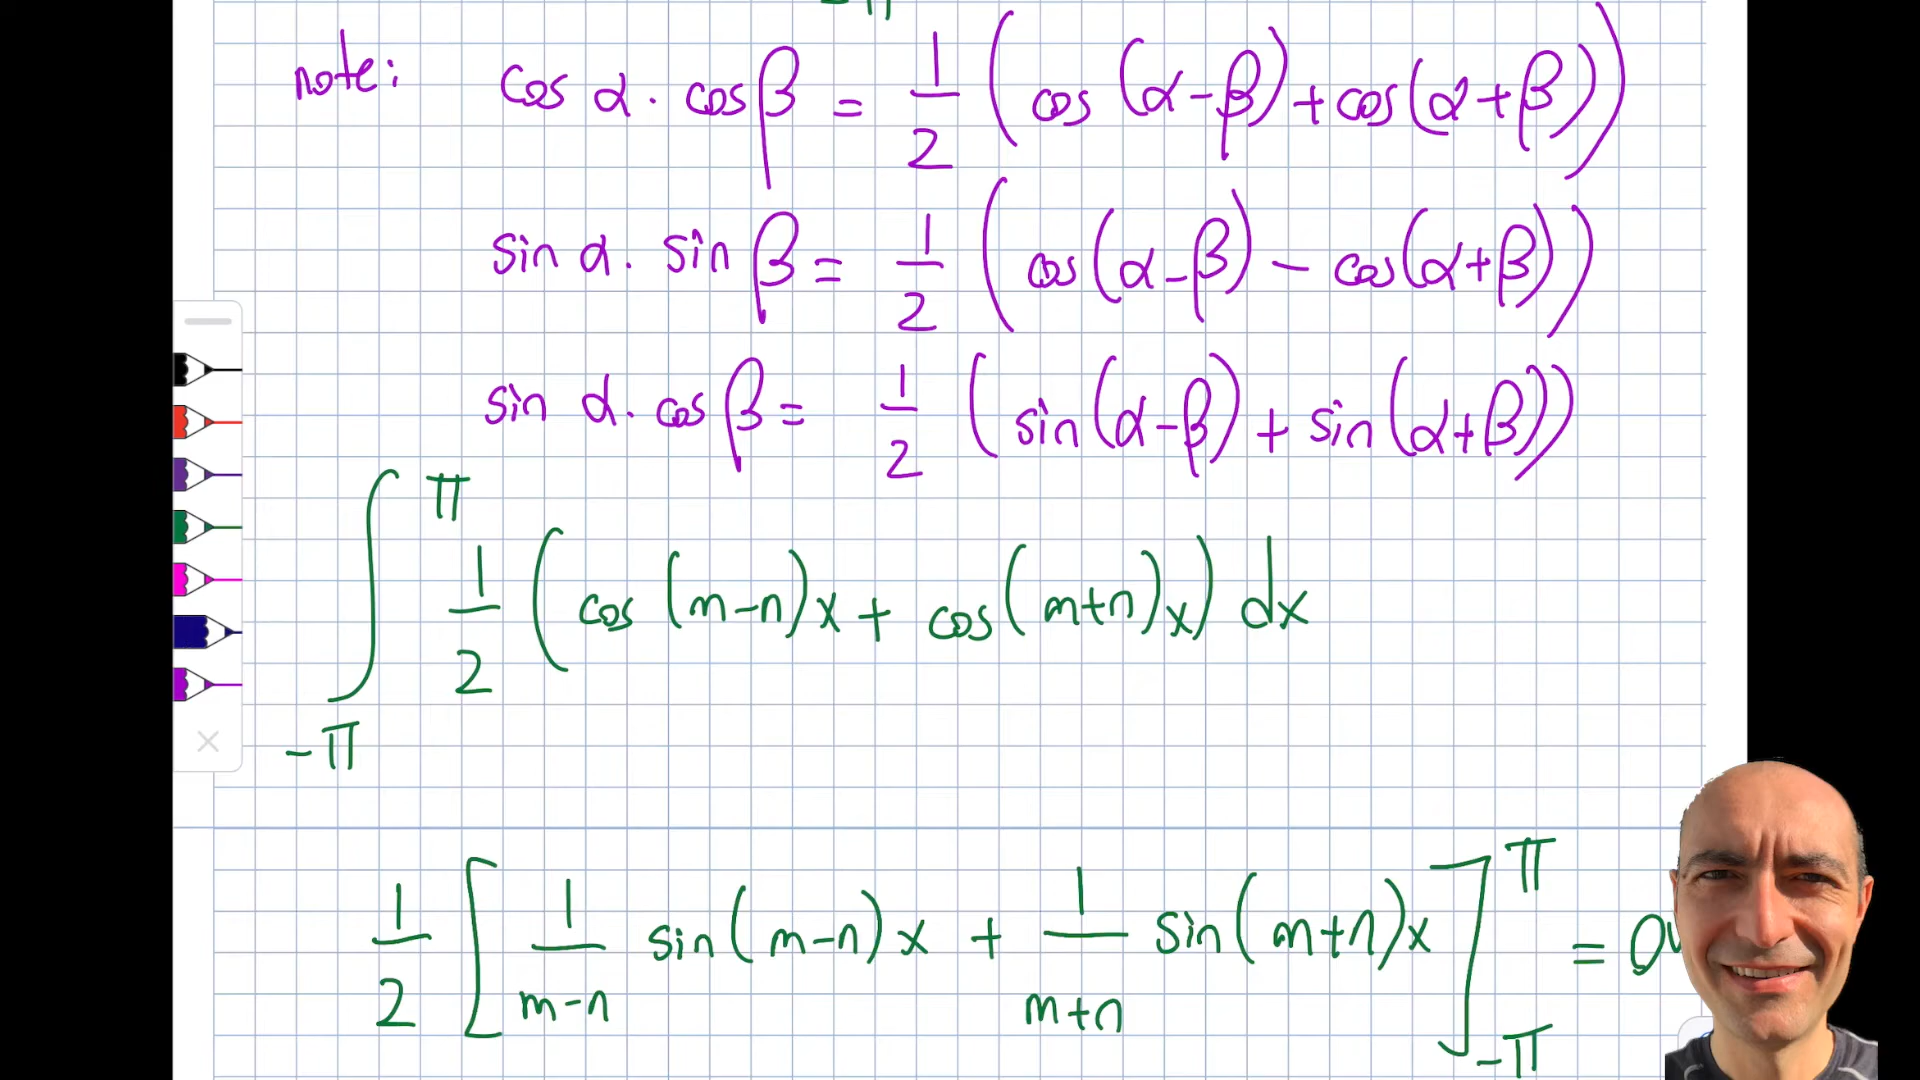 -π
note: cos α · cos β = 1/2 (cos(α-β) + cos(α+β))
sin α · sin β = 1/2 (cos(α-β) - cos(α+β))
sin α · cos β = 1/2 (sin(α-β) + sin(α+β))
∫_{-π}^{π} 1/2 (cos(m-n)x + cos(m+n)x) dx
1/2 [1/(m-n) sin(m-n)x + 1/(m+n) sin(m+n)x]_{-π}^{π} = 0